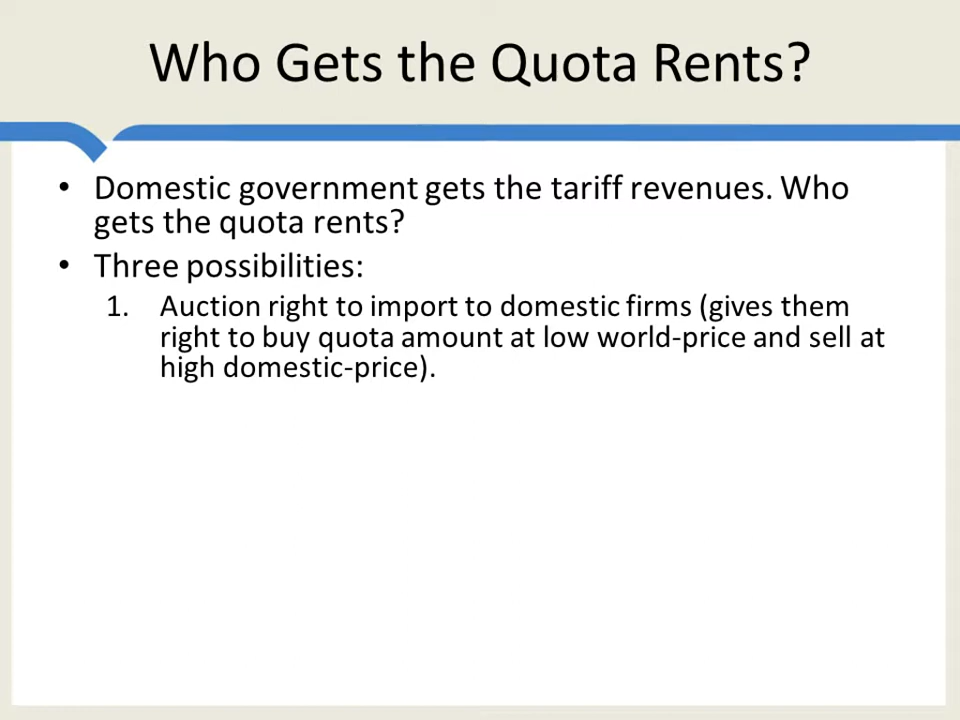 Who Gets the Quota Rents?
• Domestic government gets the tariff revenues. Who
gets the quota rents?
• Three possibilities:
1. Auction right to import to domestic firms (gives them
right to buy quota amount at low world-price and sell at
high domestic-price).